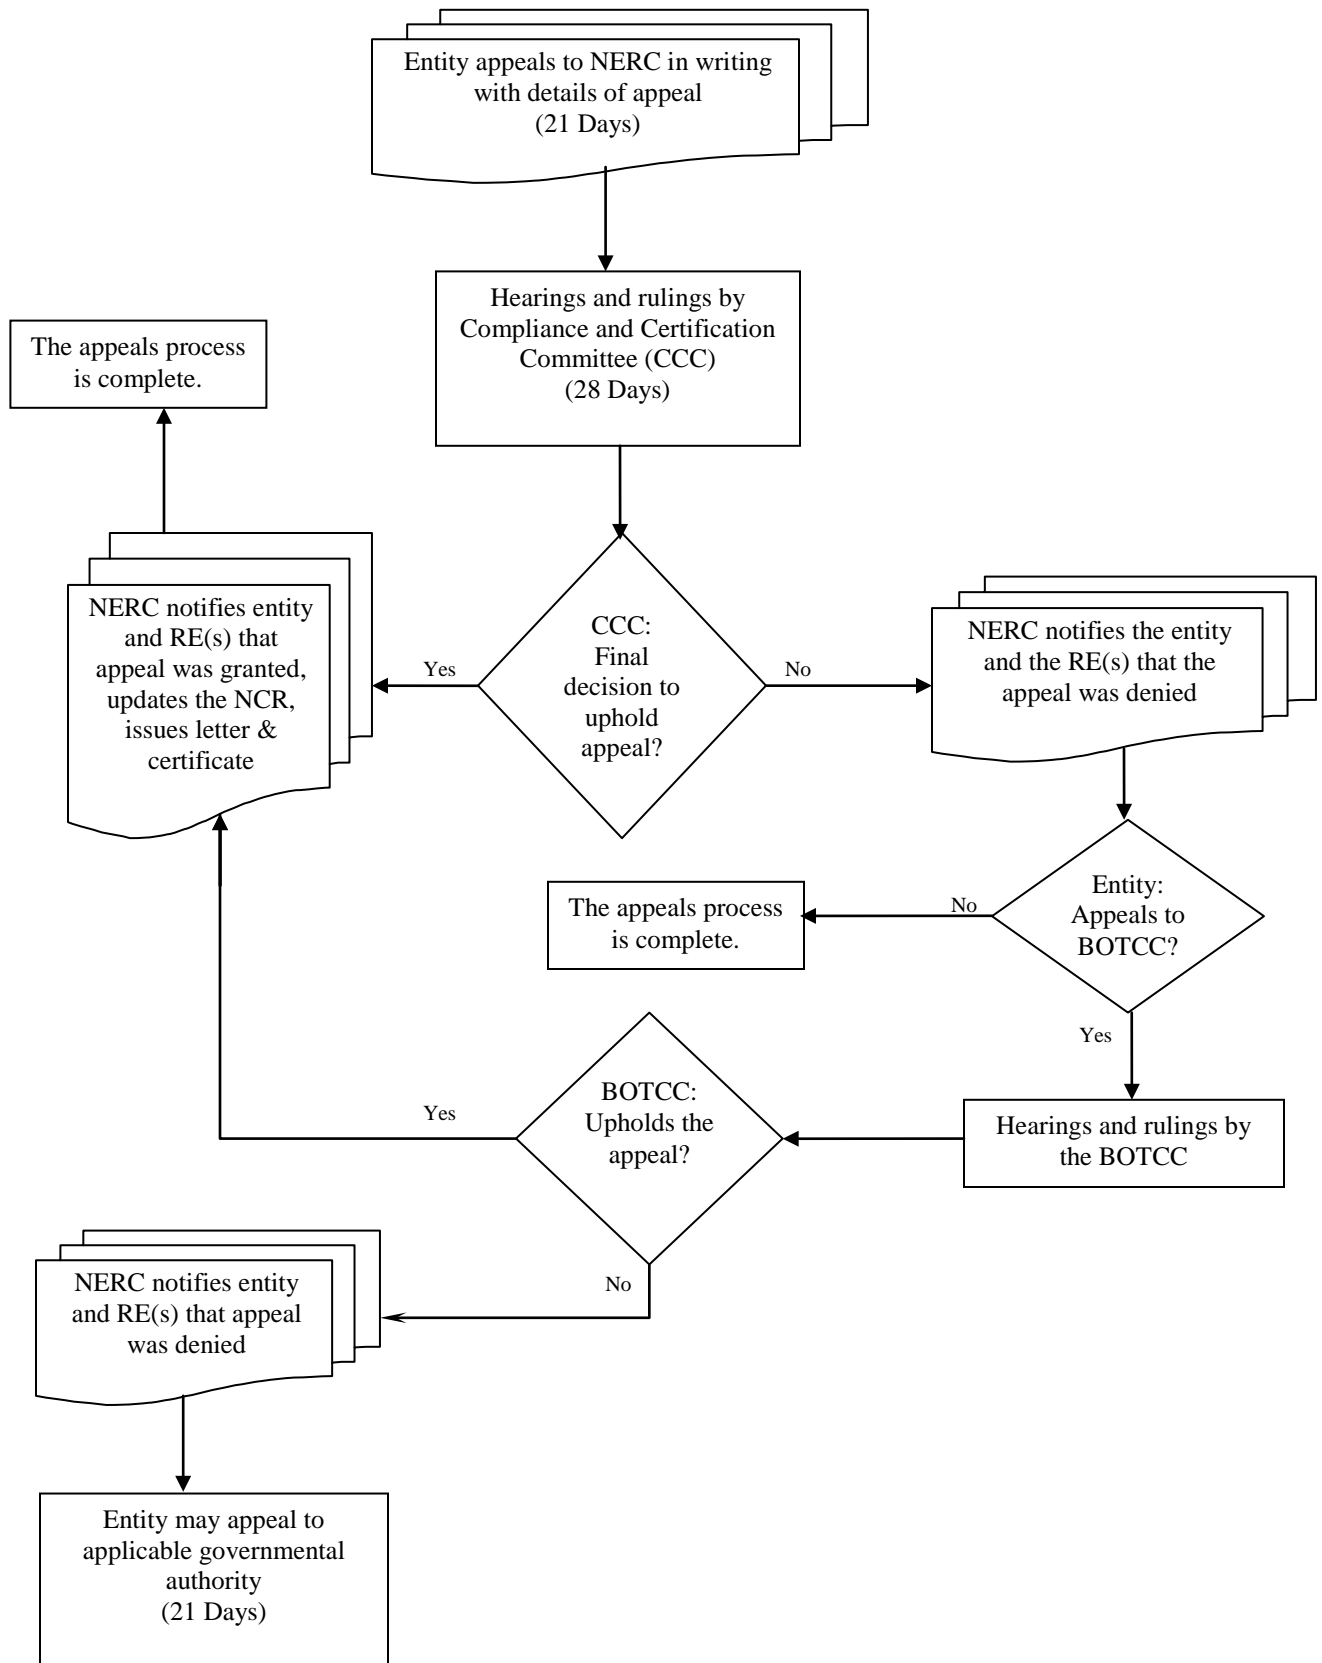 Entity appeals to NERC in writing
with details of appeal
(21 Days)
Hearings and rulings by
Compliance and Certification
Committee (CCC)
(28 Days)
The appeals process
is complete.
NERC notifies entity
and RE(s) that
appeal was granted,
updates the NCR,
issues letter &
certificate
Yes
CCC:
Final
decision to
uphold
appeal?
No
NERC notifies the entity
and the RE(s) that the
appeal was denied
The appeals process
is complete.
No
Entity:
Appeals to
BOTCC?
Yes
Yes
BOTCC:
Upholds the
appeal?
Hearings and rulings by
the BOTCC
No
NERC notifies entity
and RE(s) that appeal
was denied
Entity may appeal to
applicable governmental
authority
(21 Days)